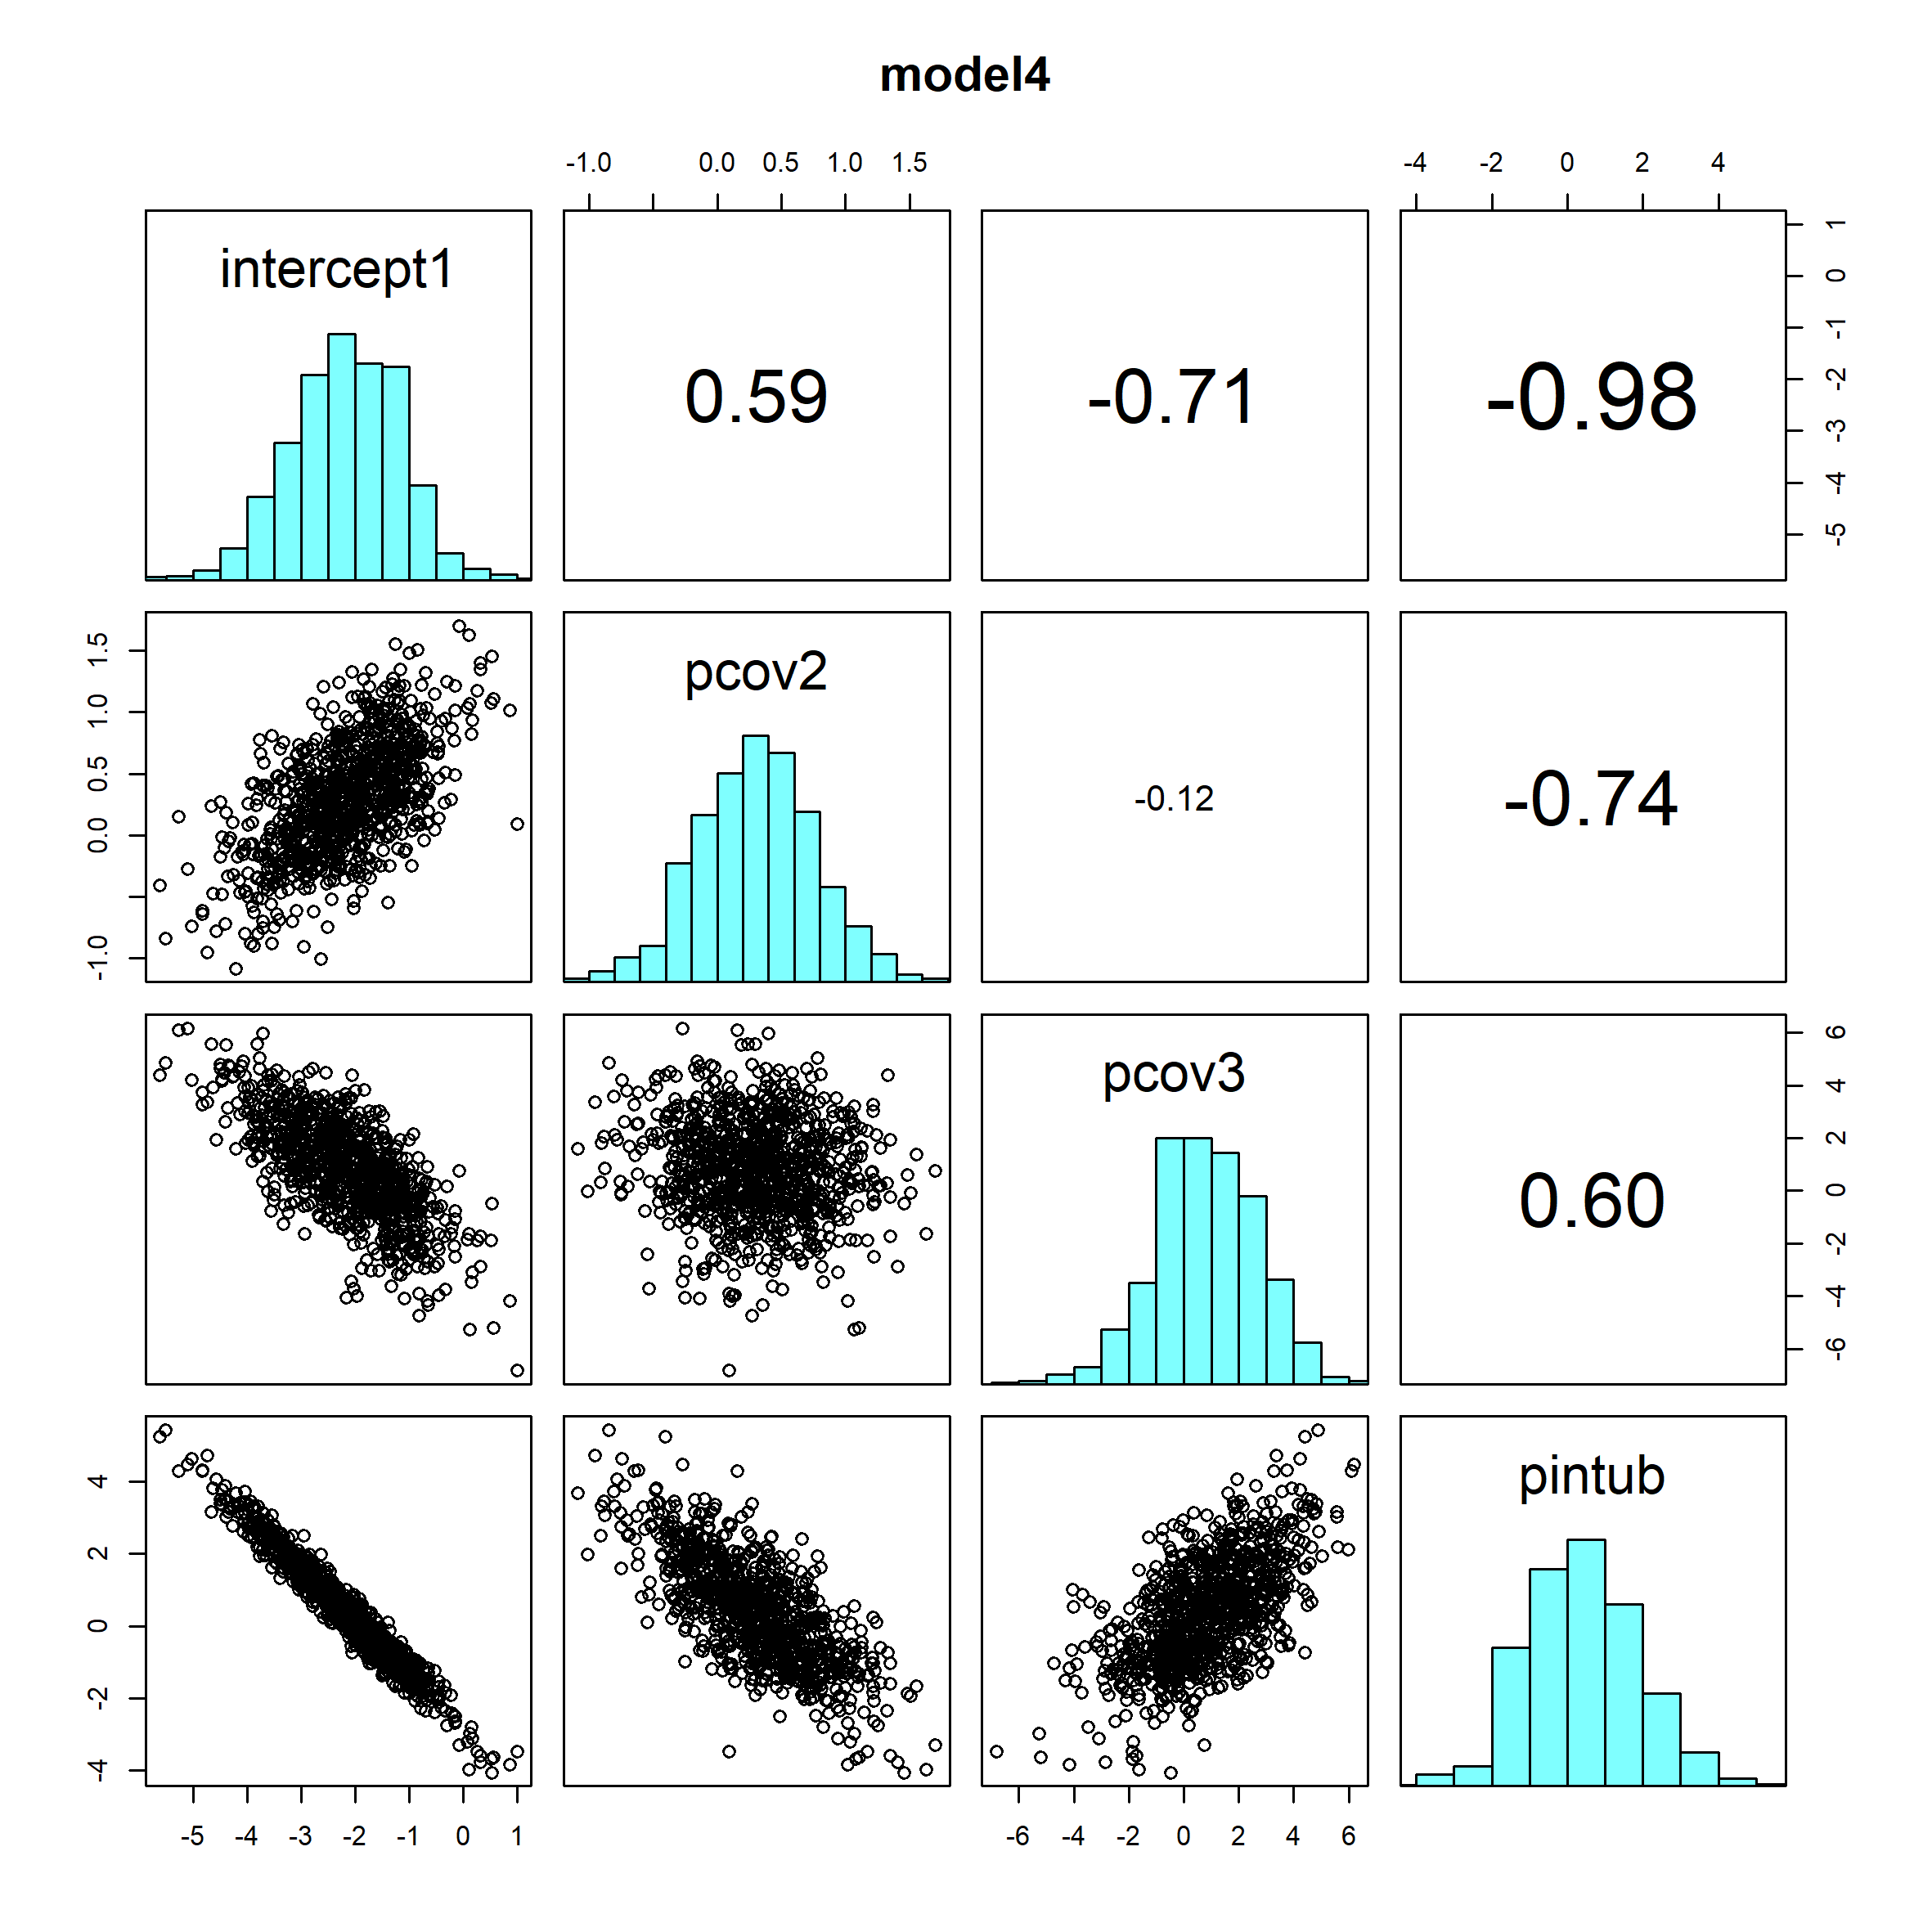 model4
-1.0 0.0 0.5 1.0 1.5 -4 -2 0 2 4
intercept1 0.59 -0.71 -0.98
1 0 -1 -2 -3 -4 -5
-1.0 0.0 0.5 1.0 1.5
pcov2 -0.12 -0.74
pcov3 0.60
6 4 2 0 -2 -4 -6
-4 -2 0 2 4
pintub
-5 -4 -3 -2 -1 0 1 -6 -4 -2 0 2 4 6